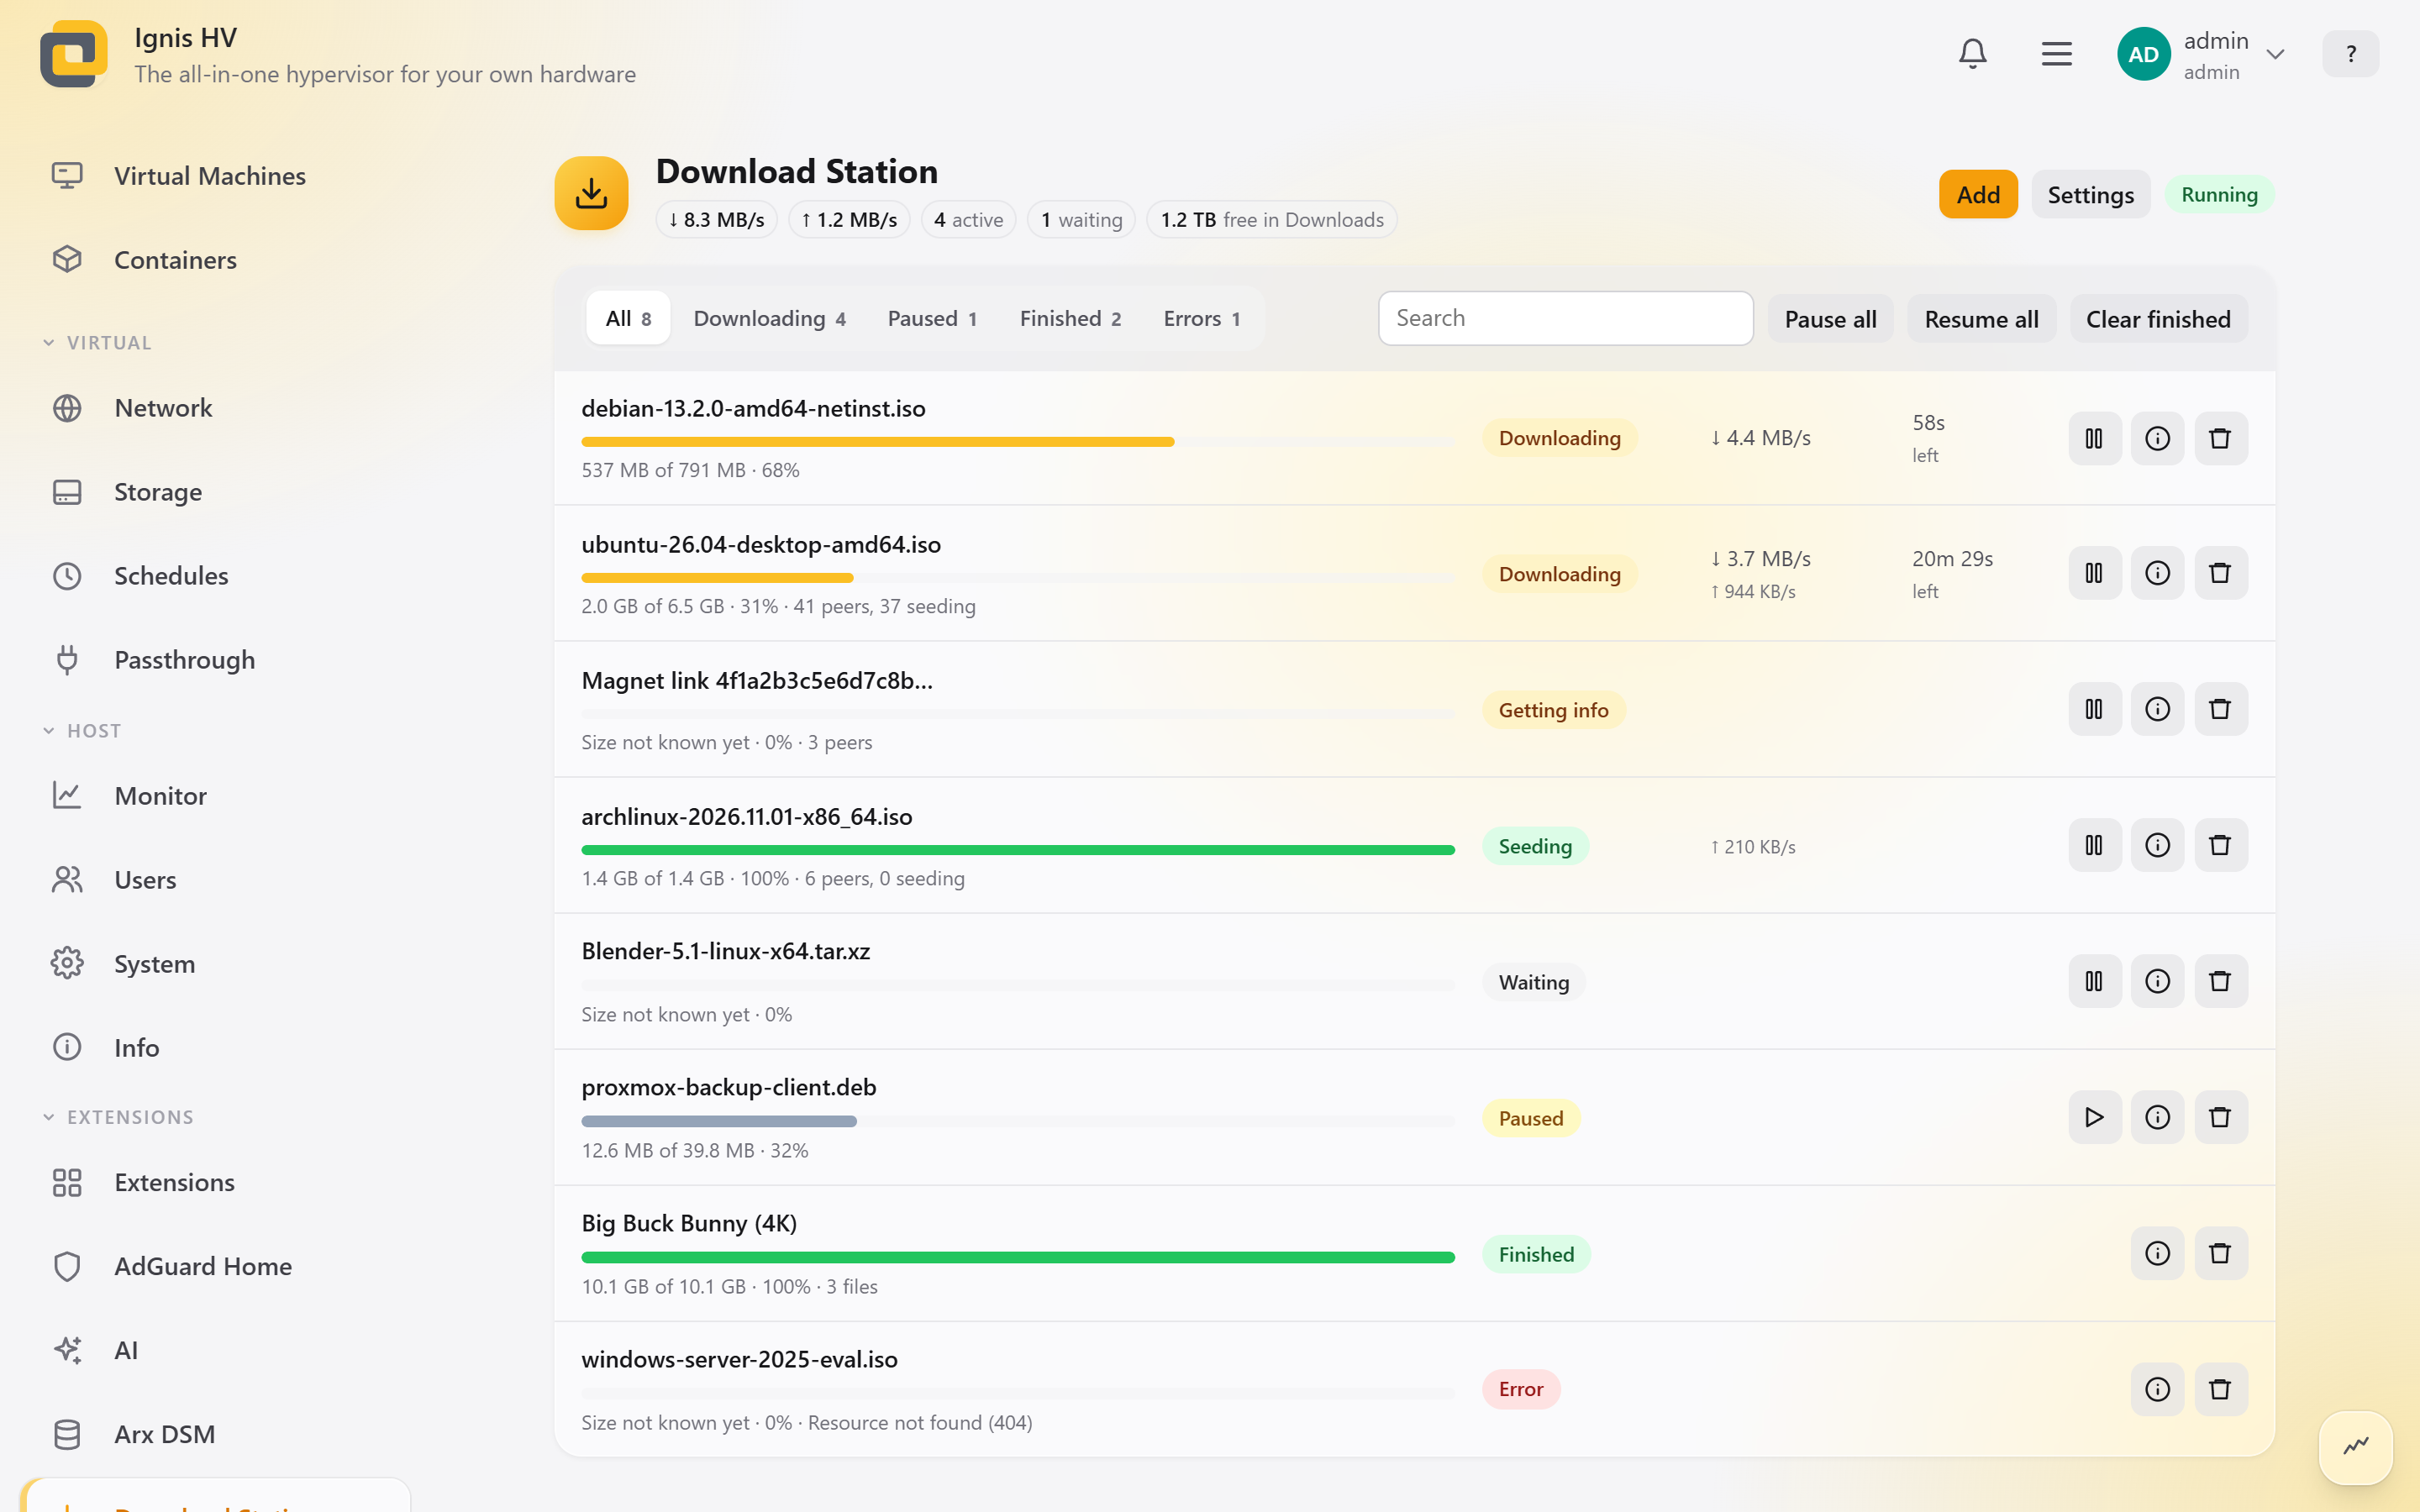 Ignis HV
The all-in-one hypervisor for your own hardware
AD
admin
admin
?
Virtual Machines
Containers
VIRTUAL
Network
Storage
Schedules
Passthrough
HOST
Monitor
Users
System
Info
EXTENSIONS
Extensions
AdGuard Home
AI
Arx DSM
Download Station
↓ 8.3 MB/s ↑ 1.2 MB/s 4 active 1 waiting 1.2 TB free in Downloads
Add Settings Running
All 8 Downloading 4 Paused 1 Finished 2 Errors 1
Search Pause all Resume all Clear finished
debian-13.2.0-amd64-netinst.iso
537 MB of 791 MB · 68%
Downloading
↓ 4.4 MB/s
58s
left
ubuntu-26.04-desktop-amd64.iso
2.0 GB of 6.5 GB · 31% · 41 peers, 37 seeding
Downloading
↓ 3.7 MB/s
↑ 944 KB/s
20m 29s
left
Magnet link 4f1a2b3c5e6d7c8b…
Size not known yet · 0% · 3 peers
Getting info
archlinux-2026.11.01-x86_64.iso
1.4 GB of 1.4 GB · 100% · 6 peers, 0 seeding
Seeding
↑ 210 KB/s
Blender-5.1-linux-x64.tar.xz
Size not known yet · 0%
Waiting
proxmox-backup-client.deb
12.6 MB of 39.8 MB · 32%
Paused
Big Buck Bunny (4K)
10.1 GB of 10.1 GB · 100% · 3 files
Finished
windows-server-2025-eval.iso
Size not known yet · 0% · Resource not found (404)
Error